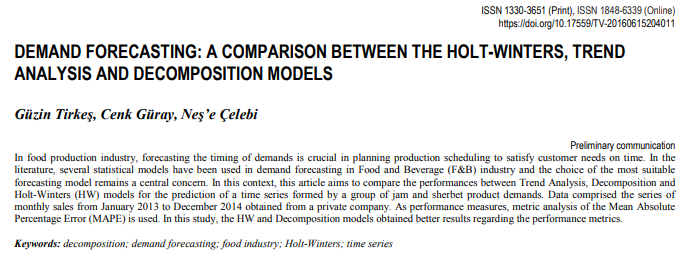 ISSN 1330-3651 (Print), ISSN 1848-6339 (Online)
https://doi.org/10.17559/TV-20160615204011
DEMAND FORECASTING: A COMPARISON BETWEEN THE HOLT-WINTERS, TREND
ANALYSIS AND DECOMPOSITION MODELS
Güzin Tirkeş, Cenk Güray, Neş'e Çelebi
Preliminary communication
In food production industry, forecasting the timing of demands is crucial in planning production scheduling to satisfy customer needs on time. In the
literature, several statistical models have been used in demand forecasting in Food and Beverage (F&B) industry and the choice of the most suitable
forecasting model remains a central concern. In this context, this article aims to compare the performances between Trend Analysis, Decomposition and
Holt-Winters (HW) models for the prediction of a time series formed by a group of jam and sherbet product demands. Data comprised the series of
monthly sales from January 2013 to December 2014 obtained from a private company. As performance measures, metric analysis of the Mean Absolute
Percentage Error (MAPE) is used. In this study, the HW and Decomposition models obtained better results regarding the performance metrics.
Keywords: decomposition; demand forecasting; food industry; Holt-Winters; time series